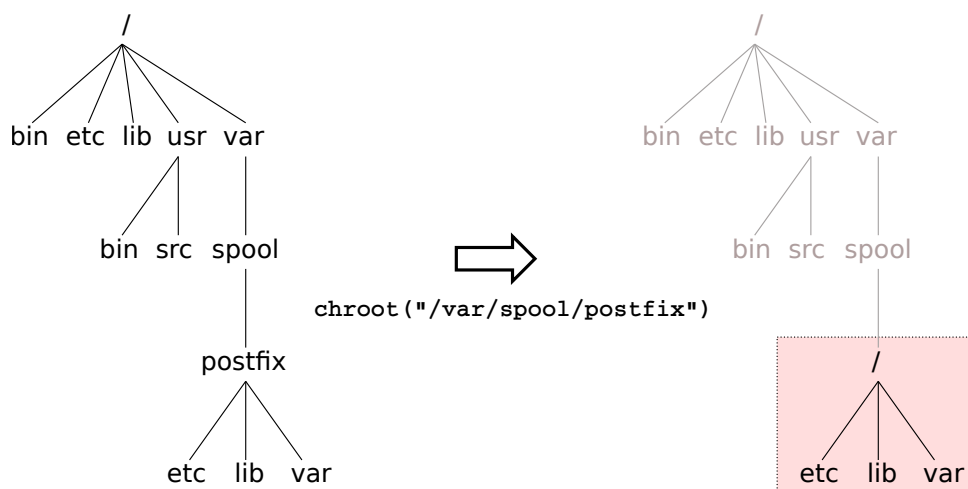 /
bin etc lib usr var
bin src spool
postfix
etc lib var
chroot("/var/spool/postfix")
/
bin etc lib usr var
bin src spool
/
etc lib var